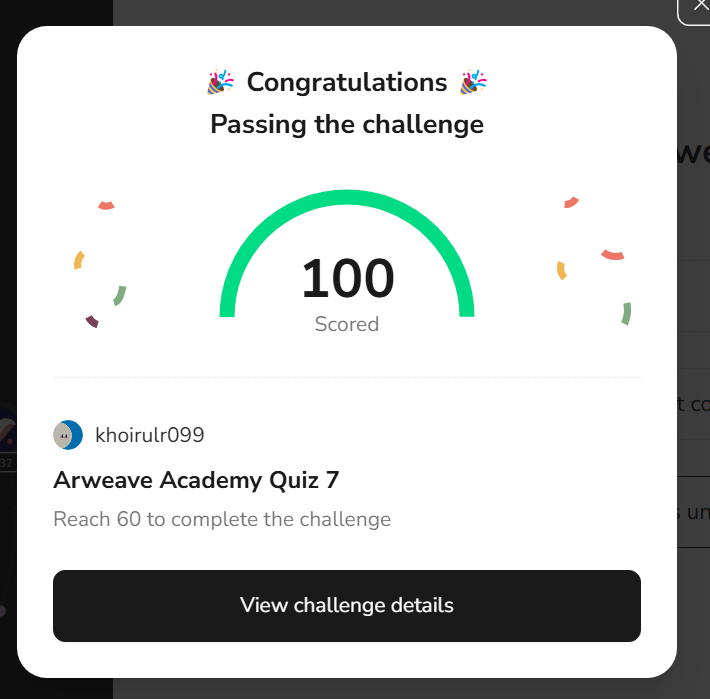 Congratulations
Passing the challenge
100
Scored
khoirulr099
Arweave Academy Quiz 7
Reach 60 to complete the challenge
View challenge details
32